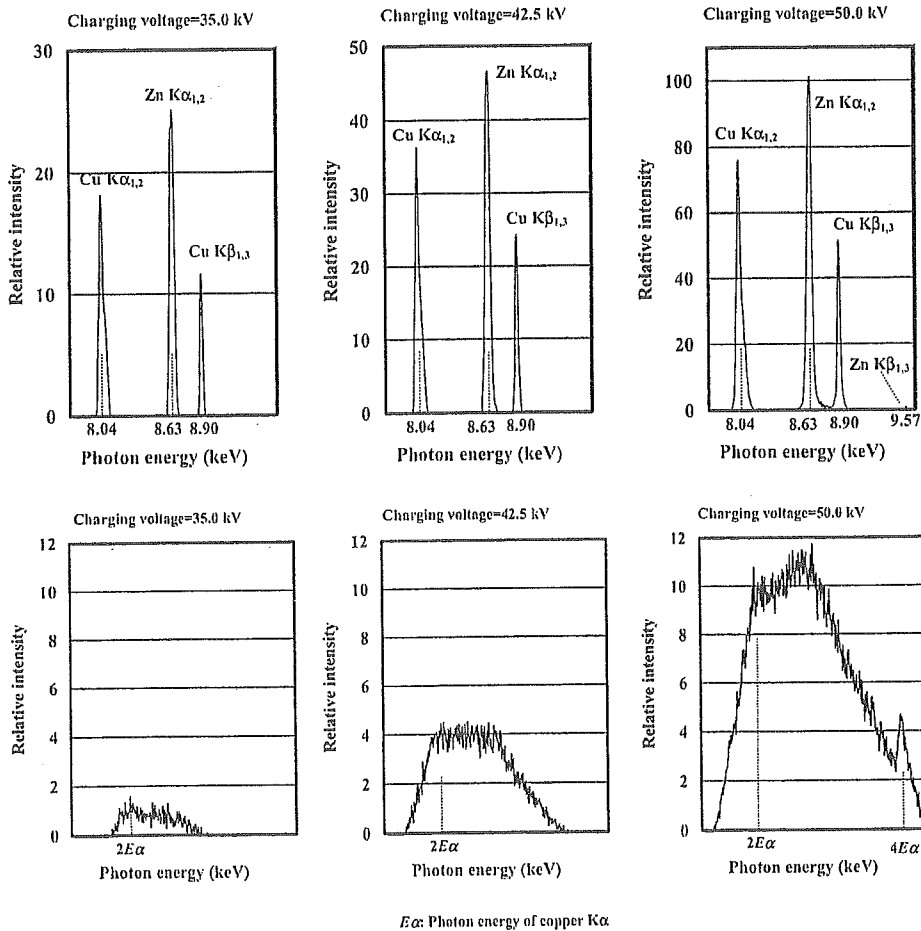 Charging voltage=35.0 kV
30
20
10
0
Relative intensity
Cu Kα1,2
Zn Kα1,2
Cu Kβ1,3
8.04 8.63 8.90
Photon energy (keV)
Charging voltage=42.5 kV
50
40
30
20
10
0
Relative intensity
Cu Kα1,2
Zn Kα1,2
Cu Kβ1,3
8.04 8.63 8.90
Photon energy (keV)
Charging voltage=50.0 kV
100
80
60
40
20
0
Relative intensity
Cu Kα1,2
Zn Kα1,2
Cu Kβ1,3
Zn Kβ1,3
8.04 8.63 8.90 9.57
Photon energy (keV)
Charging voltage=35.0 kV
12
10
8
6
4
2
0
Relative intensity
2Eα
Photon energy (keV)
Charging voltage=42.5 kV
12
10
8
6
4
2
0
Relative intensity
2Eα
Photon energy (keV)
Charging voltage=50.0 kV
12
10
8
6
4
2
0
Relative intensity
2Eα 4Eα
Photon energy (keV)
Eα: Photon energy of copper Kα